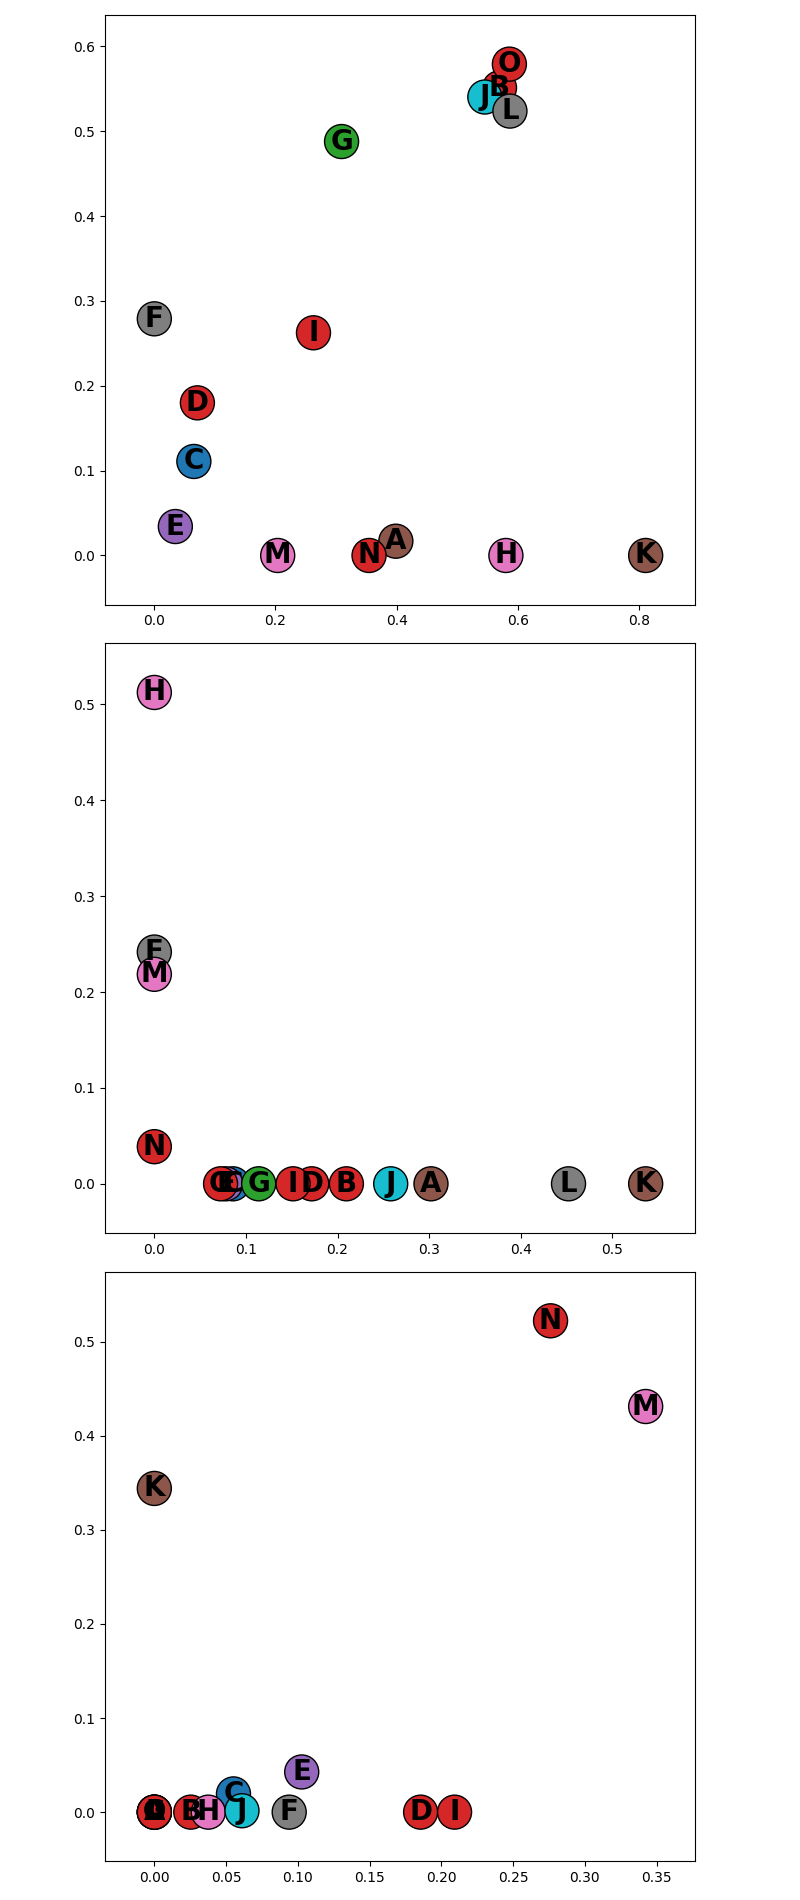 0.6
O
B
J
L
0.5
G
0.4
0.3
F
I
0.2
D
C
0.1
E
A
0.0
M
N
H
K
0.0 0.2 0.4 0.6 0.8
H
0.5
0.4
0.3
F
0.2
M
0.1
N
0.0
G I D B J A L K
0.0 0.1 0.2 0.3 0.4 0.5
N
0.5
M
0.4
K
0.3
0.2
0.1
E
C
0.0
B H J F D I
0.00 0.05 0.10 0.15 0.20 0.25 0.30 0.35